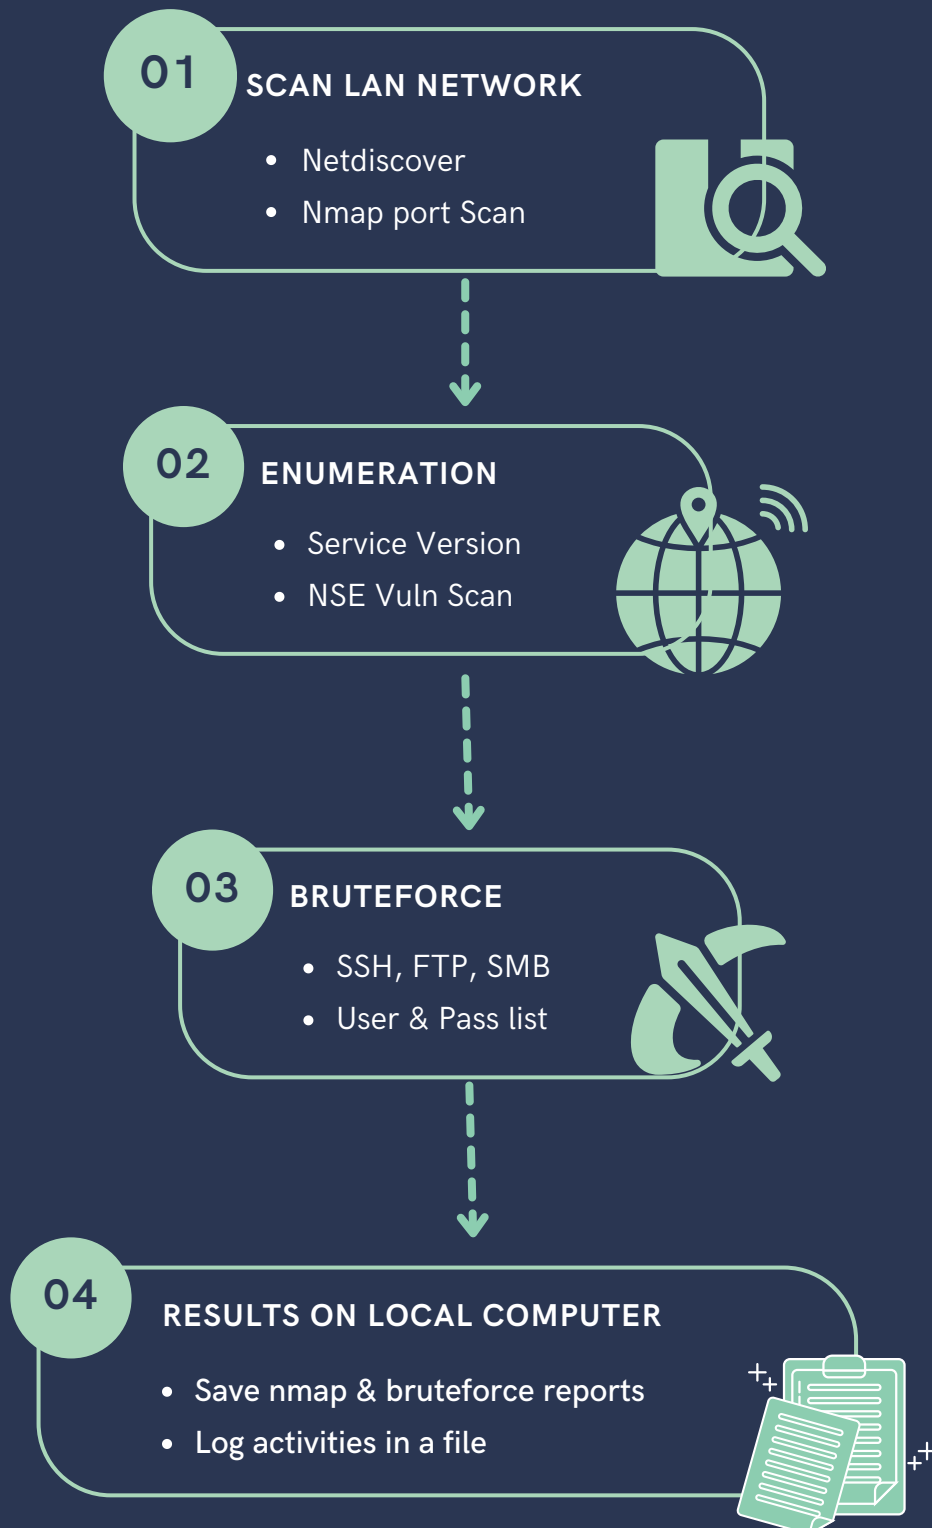 01
SCAN LAN NETWORK
• Netdiscover
• Nmap port Scan
02
ENUMERATION
• Service Version
• NSE Vuln Scan
03
BRUTEFORCE
• SSH, FTP, SMB
• User & Pass list
04
RESULTS ON LOCAL COMPUTER
• Save nmap & bruteforce reports
• Log activities in a file